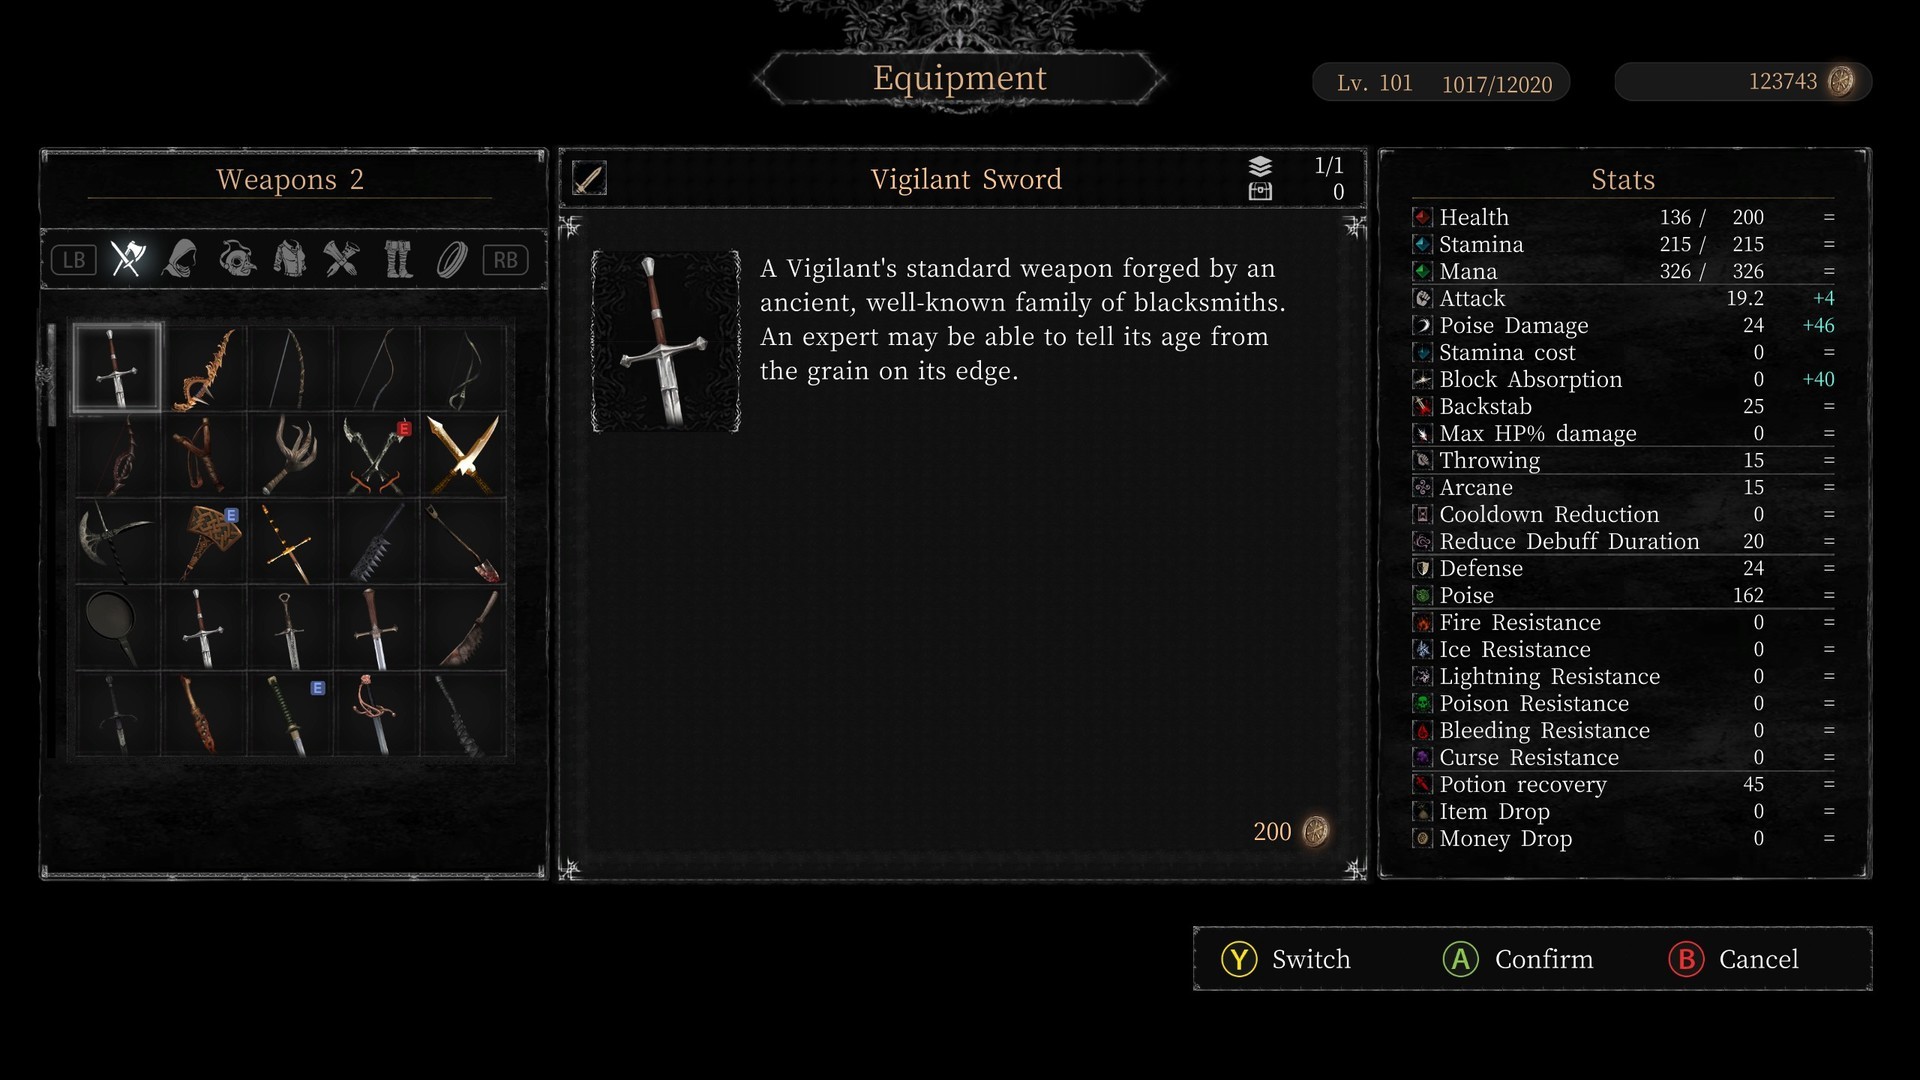 Equipment
Lv. 101 1017/12020
123743
Weapons 2
LB RB
E
E
E
Vigilant Sword
1/1
0
A Vigilant's standard weapon forged by an
ancient, well-known family of blacksmiths.
An expert may be able to tell its age from
the grain on its edge.
200
Stats
Health 136 / 200 =
Stamina 215 / 215 =
Mana 326 / 326 =
Attack 19.2 +4
Poise Damage 24 +46
Stamina cost 0 =
Block Absorption 0 +40
Backstab 25 =
Max HP% damage 0 =
Throwing 15 =
Arcane 15 =
Cooldown Reduction 0 =
Reduce Debuff Duration 20 =
Defense 24 =
Poise 162 =
Fire Resistance 0 =
Ice Resistance 0 =
Lightning Resistance 0 =
Poison Resistance 0 =
Bleeding Resistance 0 =
Curse Resistance 0 =
Potion recovery 45 =
Item Drop 0 =
Money Drop 0 =
Y Switch A Confirm B Cancel